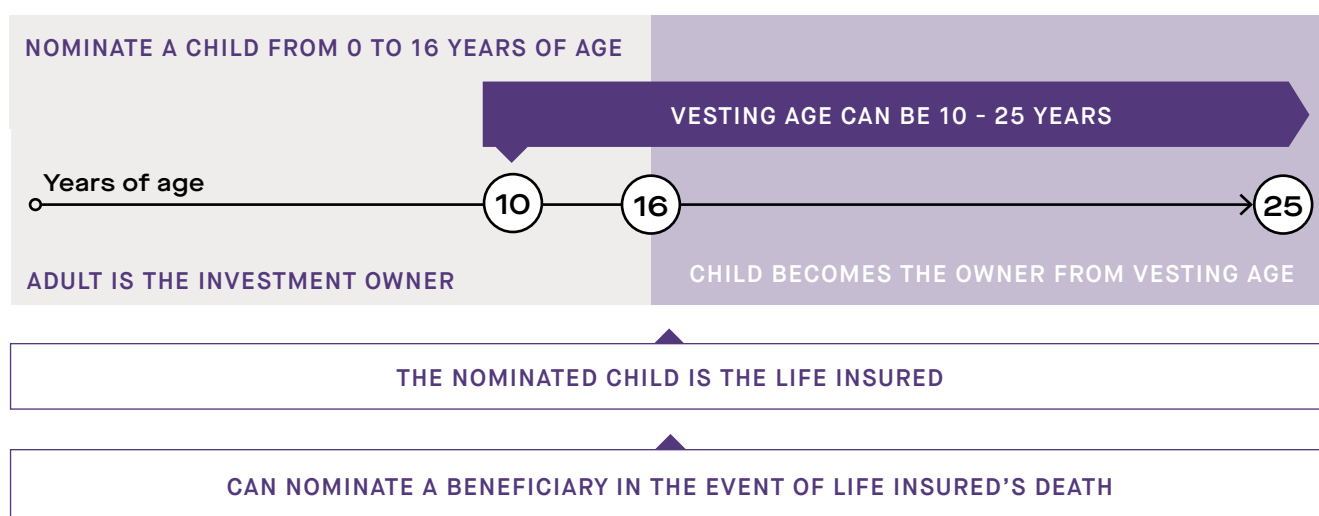 NOMINATE A CHILD FROM 0 TO 16 YEARS OF AGE
VESTING AGE CAN BE 10 - 25 YEARS
Years of age
10
16
25
ADULT IS THE INVESTMENT OWNER
CHILD BECOMES THE OWNER FROM VESTING AGE
THE NOMINATED CHILD IS THE LIFE INSURED
CAN NOMINATE A BENEFICIARY IN THE EVENT OF LIFE INSURED'S DEATH